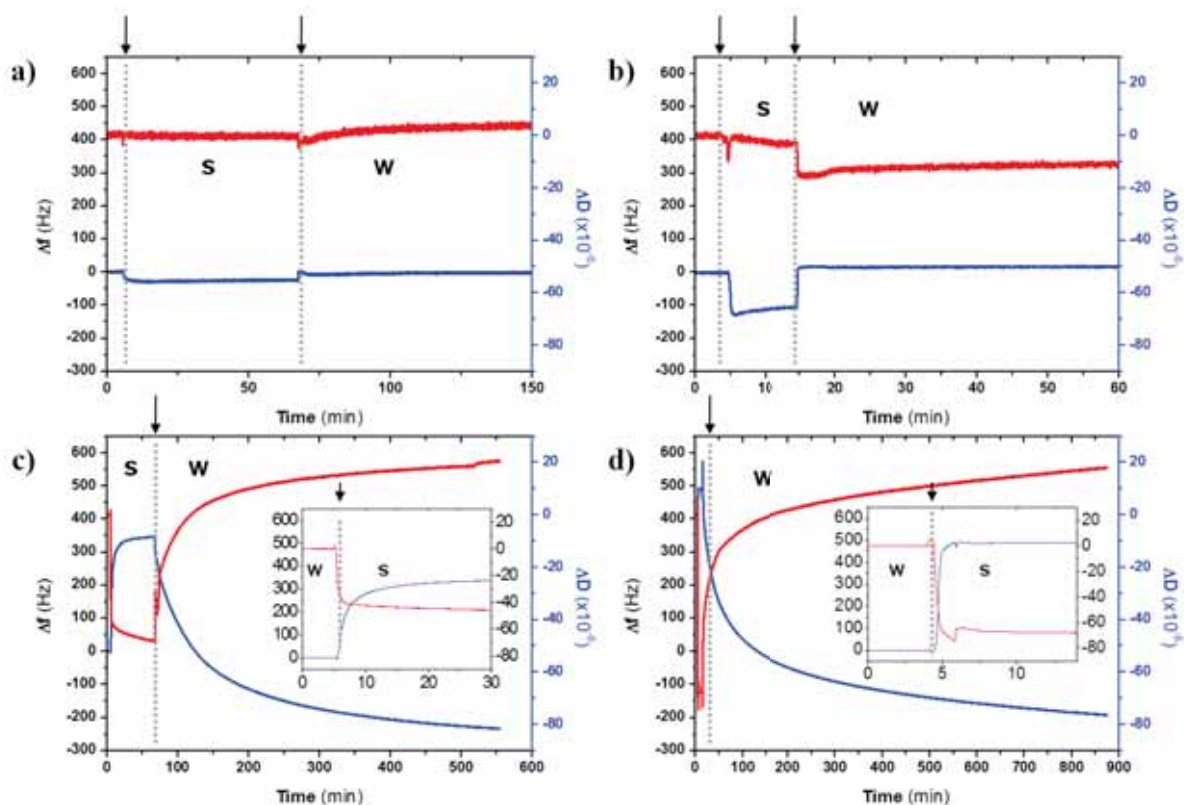 a)
600
500
400
300
200
100
0
-100
-200
-300
Δf (Hz)
S
W
20
0
-20
-40
-60
-80
ΔD (x10⁻⁶)
0 50 100 150
Time (min)
b)
600
500
400
300
200
100
0
-100
-200
-300
Δf (Hz)
S
W
20
0
-20
-40
-60
-80
ΔD (x10⁻⁶)
0 10 20 30 40 50 60
Time (min)
c)
600
500
400
300
200
100
0
-100
-200
-300
Δf (Hz)
S
W
600
500
400
300
200
100
0
W
S
20
0
-20
-40
-60
-80
0 10 20 30
20
0
-20
-40
-60
-80
ΔD (x10⁻⁶)
0 100 200 300 400 500 600
Time (min)
d)
600
500
400
300
200
100
0
-100
-200
-300
Δf (Hz)
W
600
500
400
300
200
100
0
W
S
20
0
-20
-40
-60
-80
0 5 10
20
0
-20
-40
-60
-80
ΔD (x10⁻⁶)
0 100 200 300 400 500 600 700 800 900
Time (min)